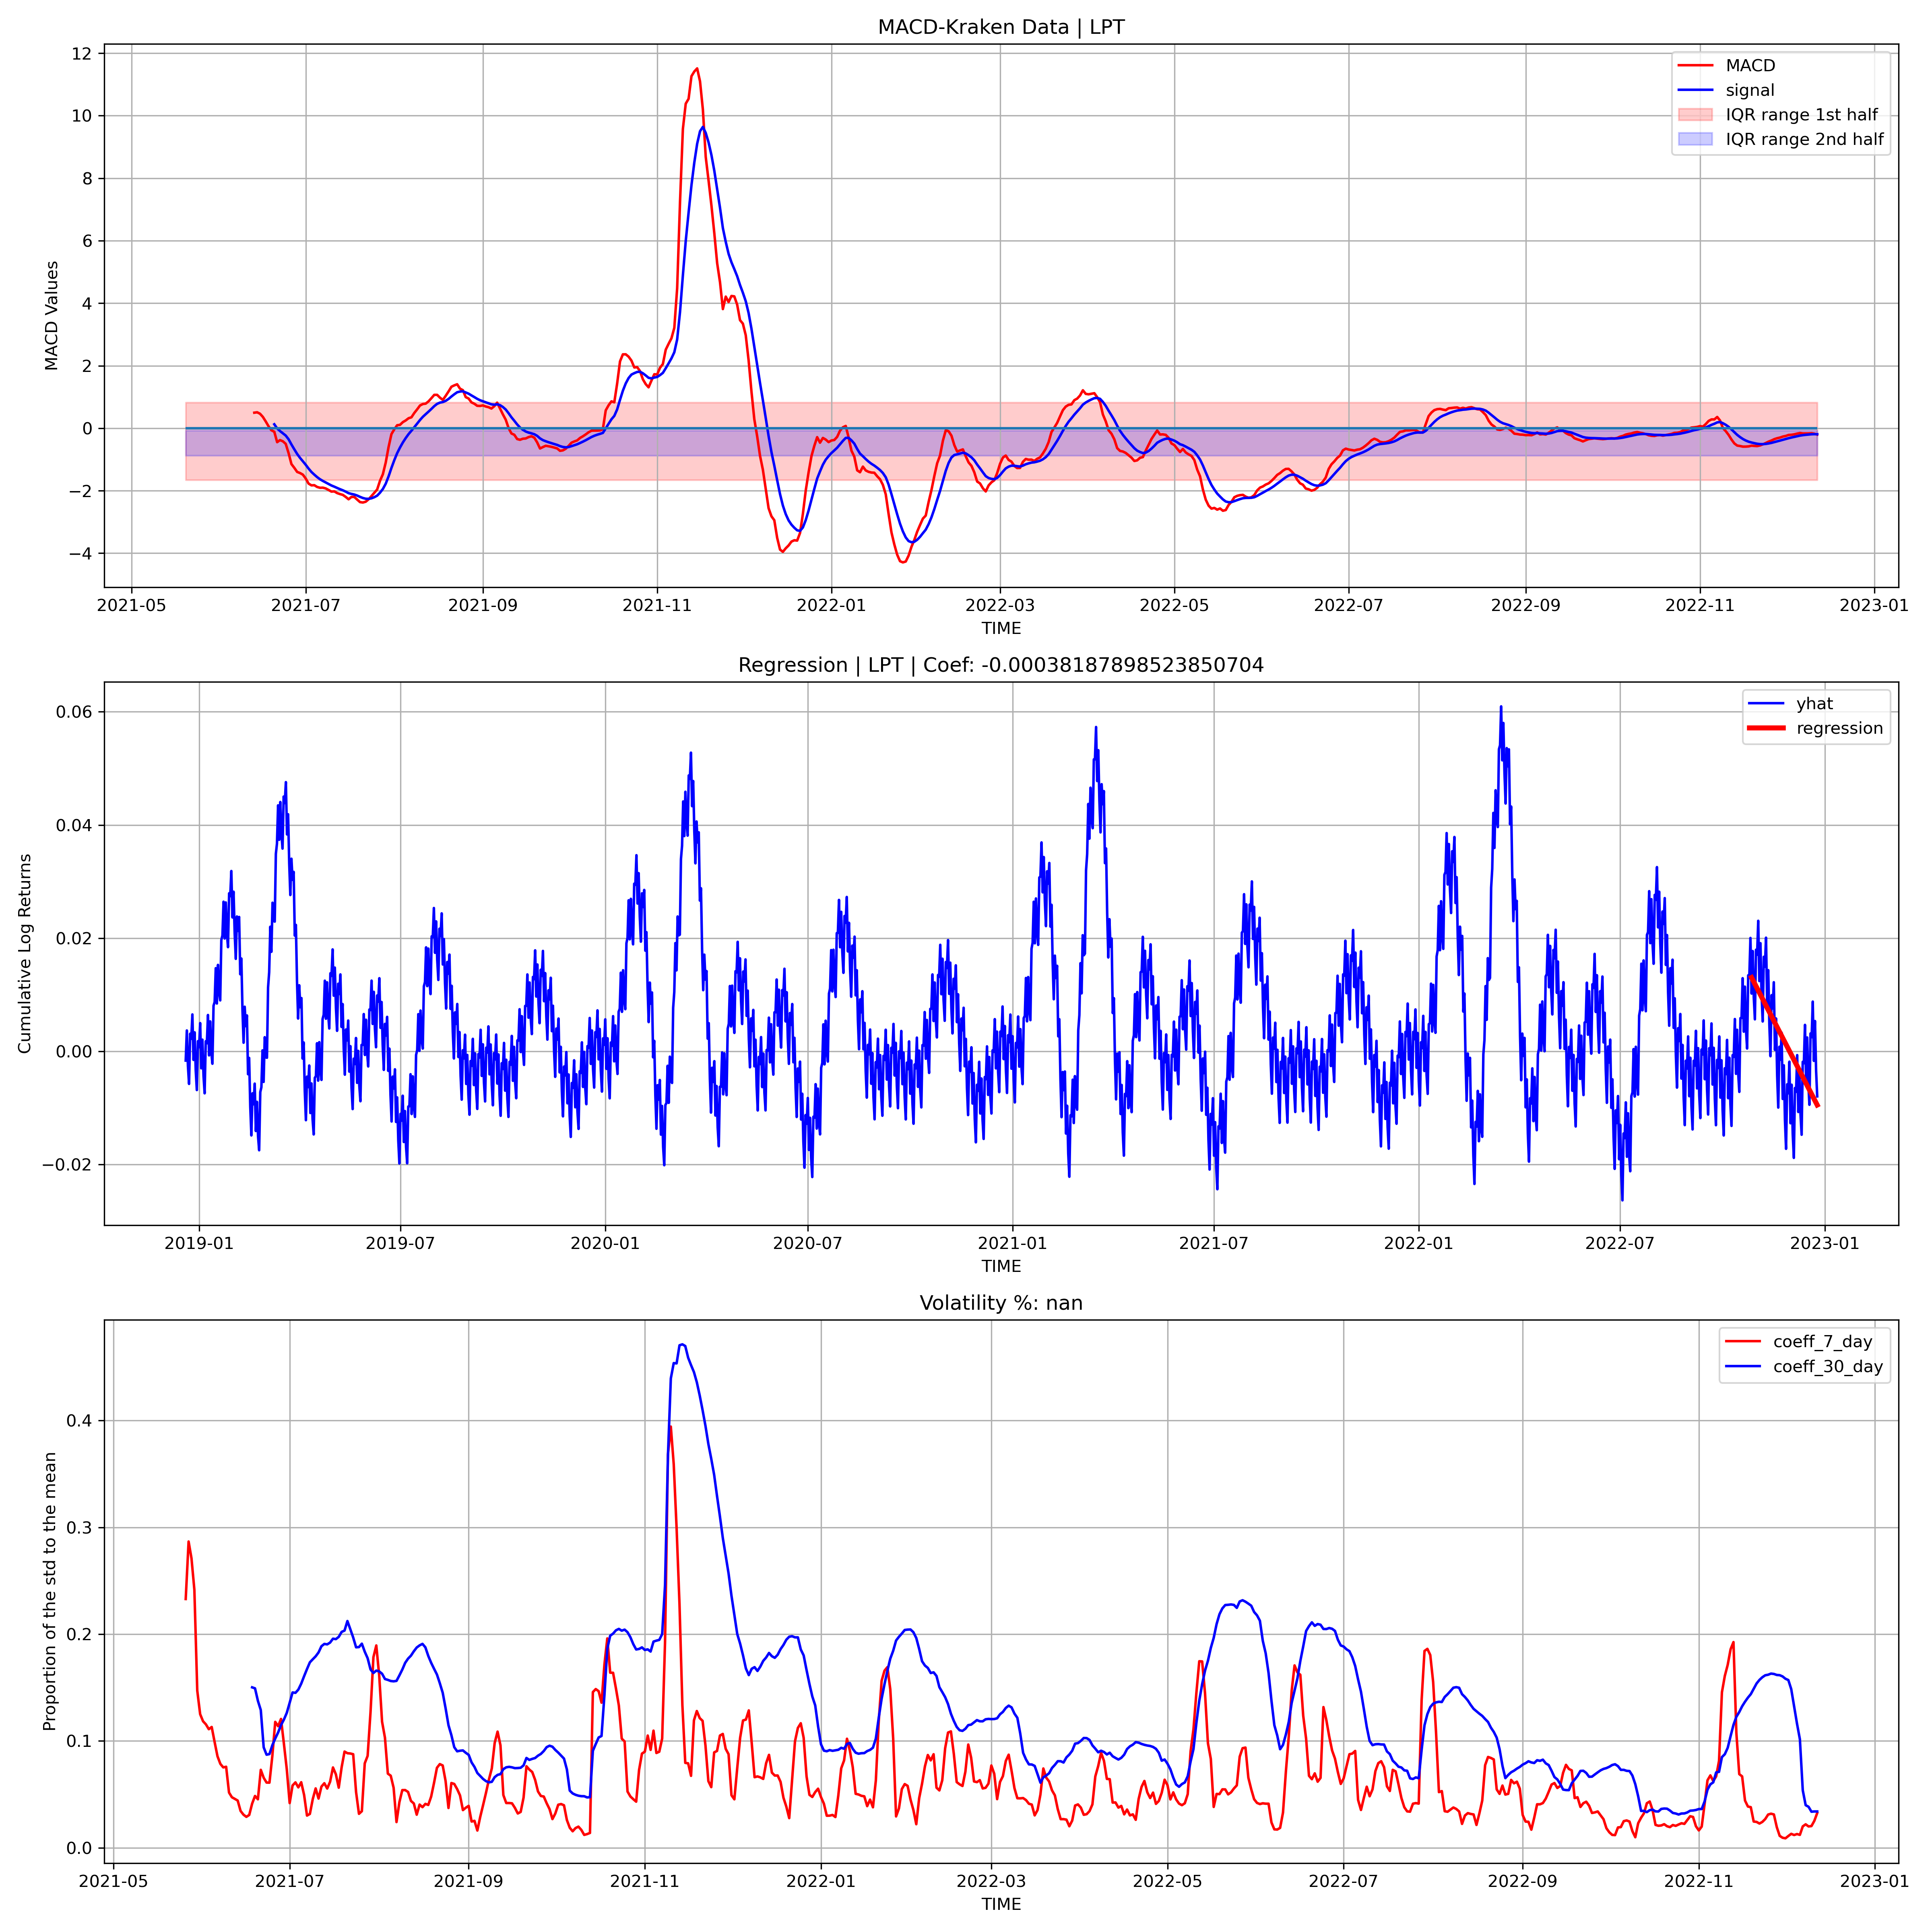 MACD-Kraken Data | LPT
12
10
8
6
4
2
0
−2
−4
MACD Values
MACD
signal
IQR range 1st half
IQR range 2nd half
2021-05 2021-07 2021-09 2021-11 2022-01 2022-03 2022-05 2022-07 2022-09 2022-11 2023-01
TIME
Regression | LPT | Coef: -0.00038187898523850704
0.06
0.04
0.02
0.00
−0.02
Cumulative Log Returns
yhat
regression
2019-01 2019-07 2020-01 2020-07 2021-01 2021-07 2022-01 2022-07 2023-01
TIME
Volatility %: nan
0.4
0.3
0.2
0.1
0.0
Proportion of the std to the mean
coeff_7_day
coeff_30_day
2021-05 2021-07 2021-09 2021-11 2022-01 2022-03 2022-05 2022-07 2022-09 2022-11 2023-01
TIME